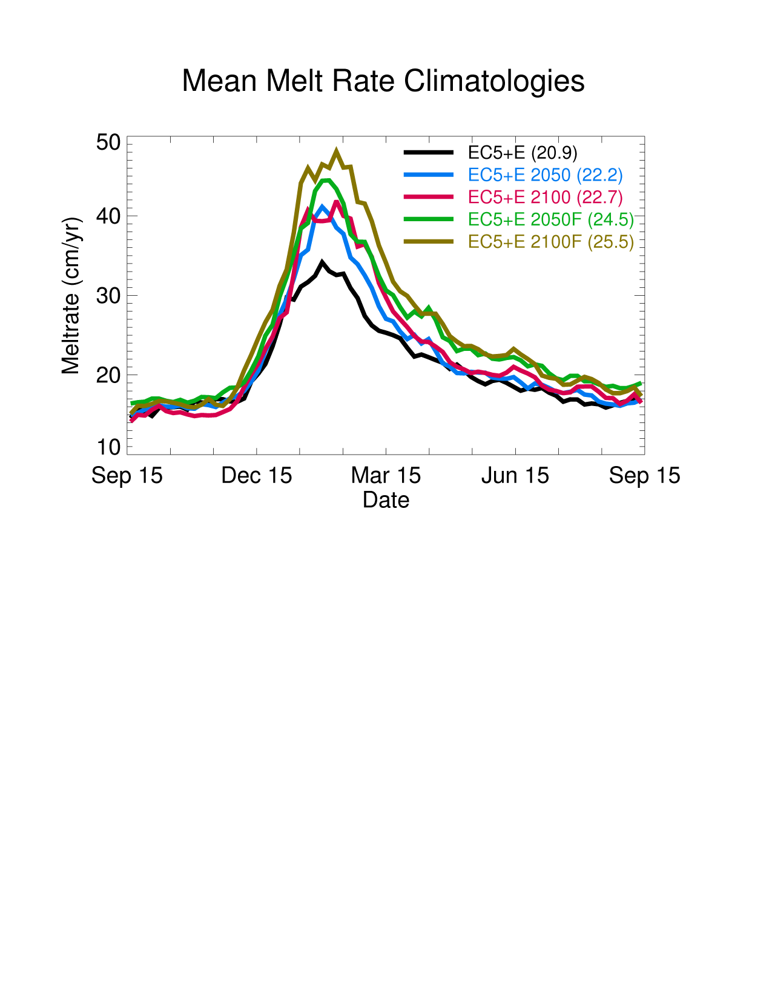 Mean Melt Rate Climatologies
50
40
30
20
10
Meltrate (cm/yr)
EC5+E (20.9)
EC5+E 2050 (22.2)
EC5+E 2100 (22.7)
EC5+E 2050F (24.5)
EC5+E 2100F (25.5)
Sep 15 Dec 15 Mar 15 Jun 15 Sep 15
Date